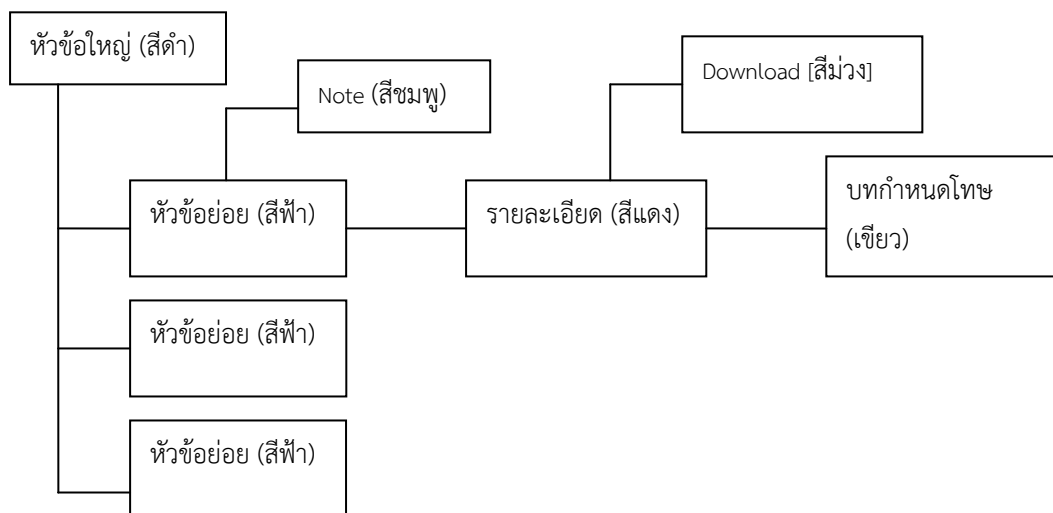 หัวข้อใหญ่ (สีดำ)
Note (สีชมพู)
Download [สีม่วง]
หัวข้อย่อย (สีฟ้า)
รายละเอียด (สีแดง)
บทกำหนดโทษ
(เขียว)
หัวข้อย่อย (สีฟ้า)
หัวข้อย่อย (สีฟ้า)